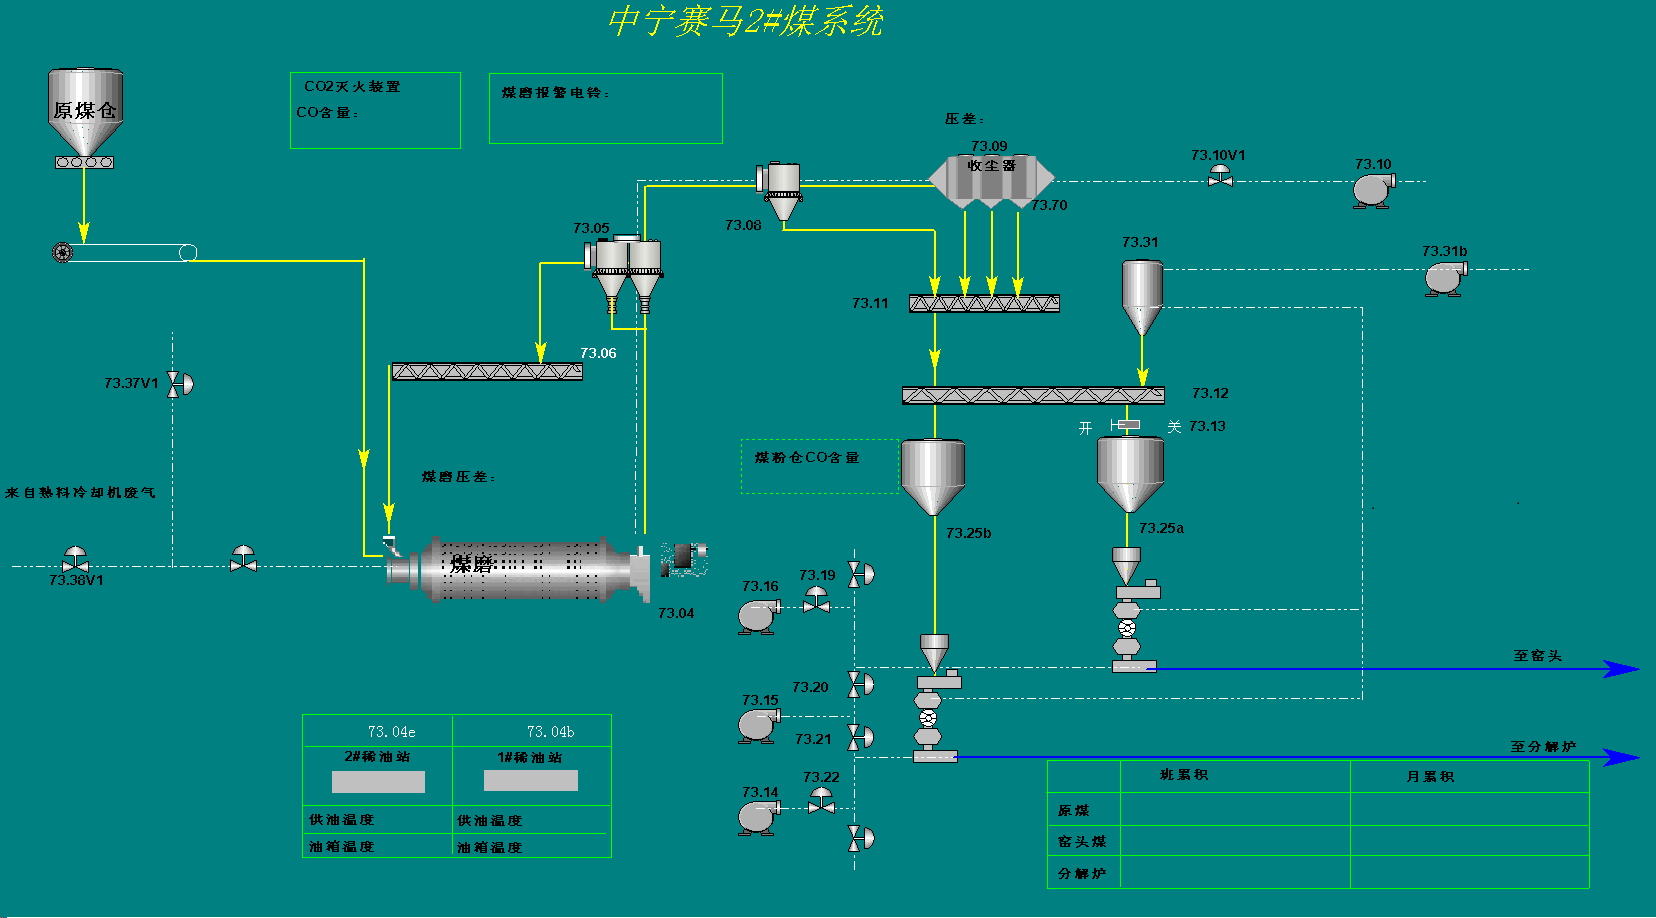 中宁赛马2#煤系统
原煤仓
CO2灭火装置
CO含量:
煤磨报警电铃:
压差:
73.09
收尘器
73.70
73.10V1
73.10
73.08
73.05
73.31
73.31b
73.11
73.06
73.37V1
73.12
开
关
73.13
煤粉仓CO含量
煤磨压差:
来自熟料冷却机废气
73.25b
73.25a
煤磨
73.38V1
73.04
73.16
73.19
至窑头
73.20
73.15
73.21
至分解炉
73.22
73.14
73.04e
73.04b
2#稀油站
1#稀油站
供油温度
供油温度
油箱温度
油箱温度
班累积
月累积
原煤
窑头煤
分解炉